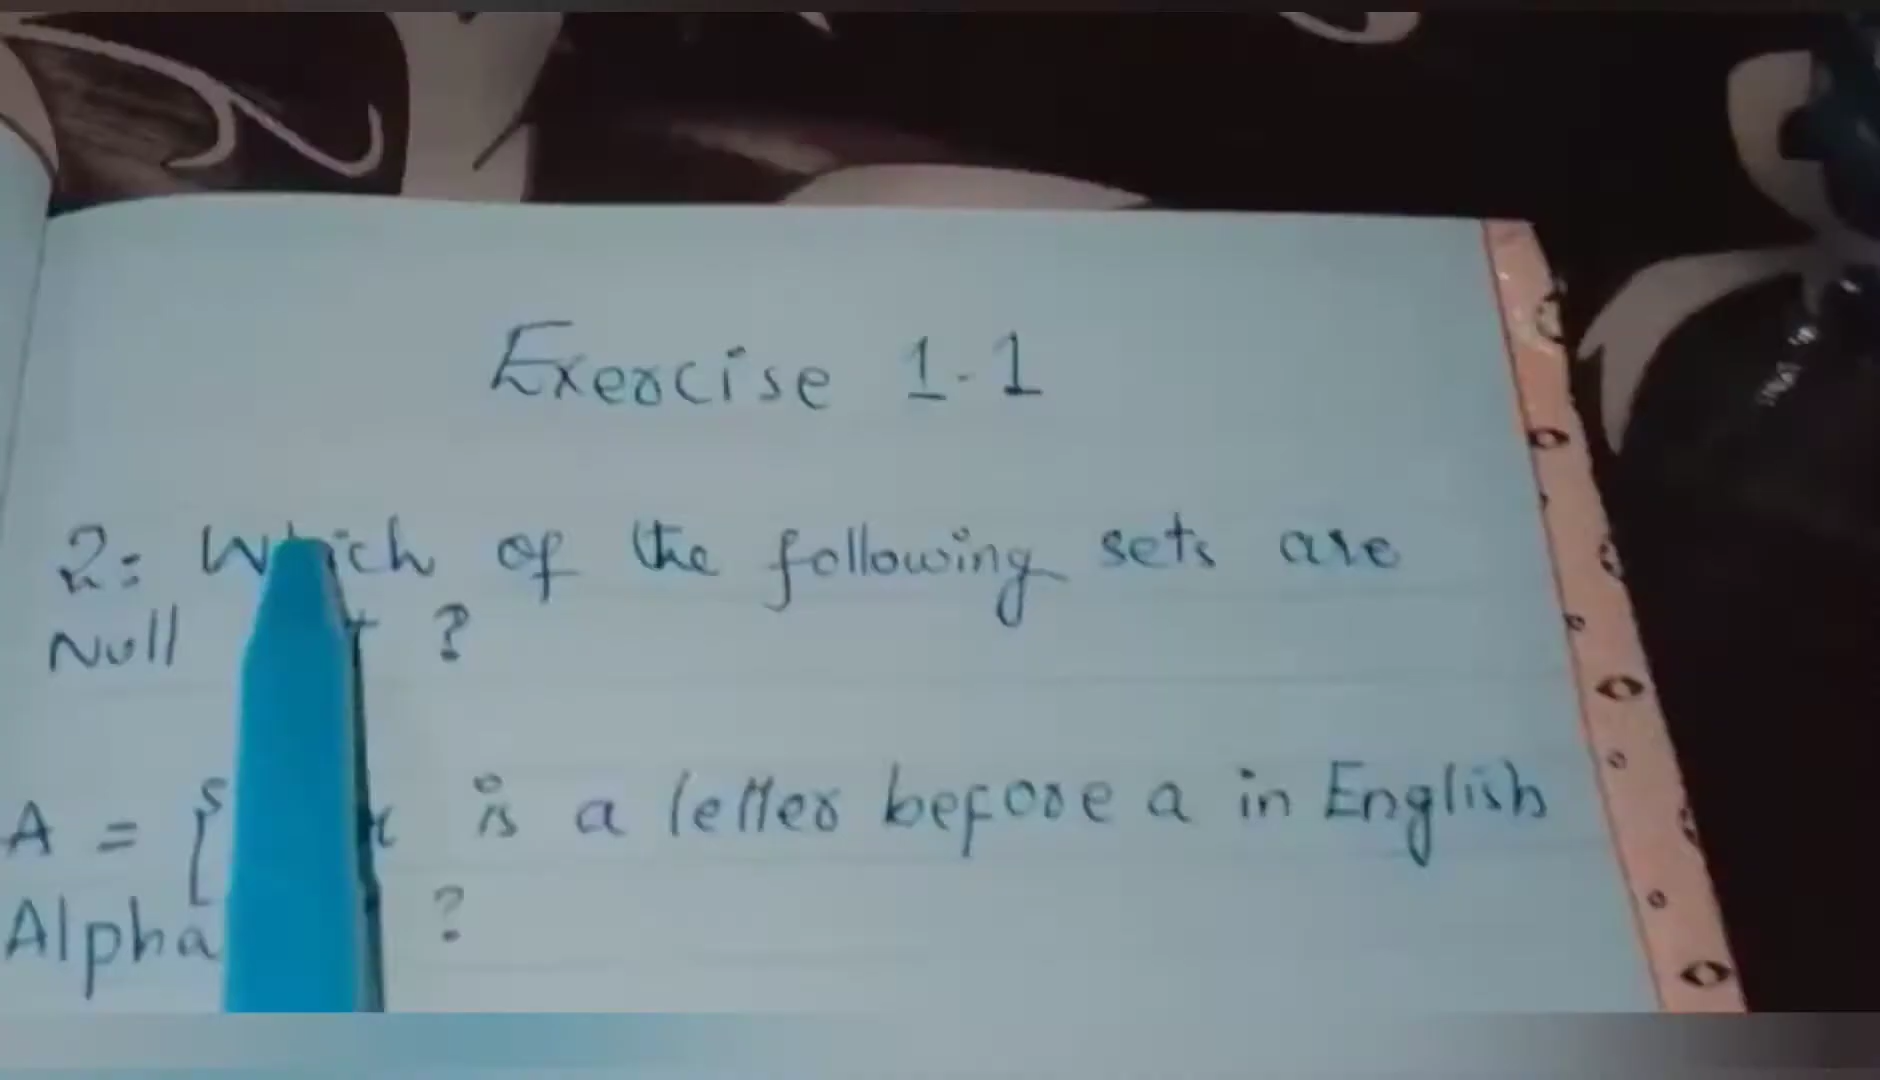 Exercise 1.1
2: Which of the following sets are
Null ?
A = { is a letter before a in English
Alpha ?